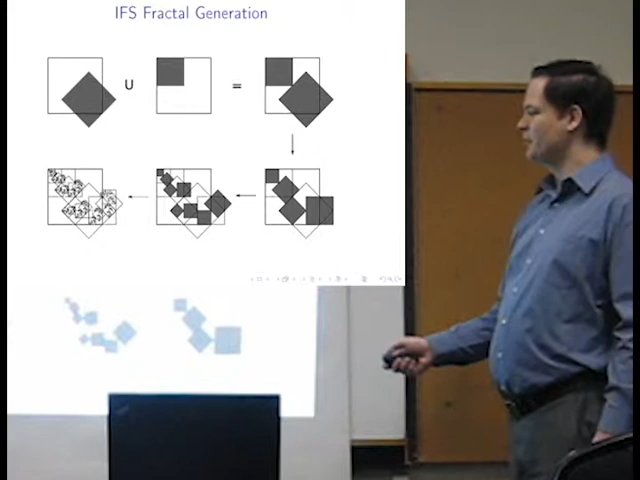 IFS Fractal Generation
∪
=